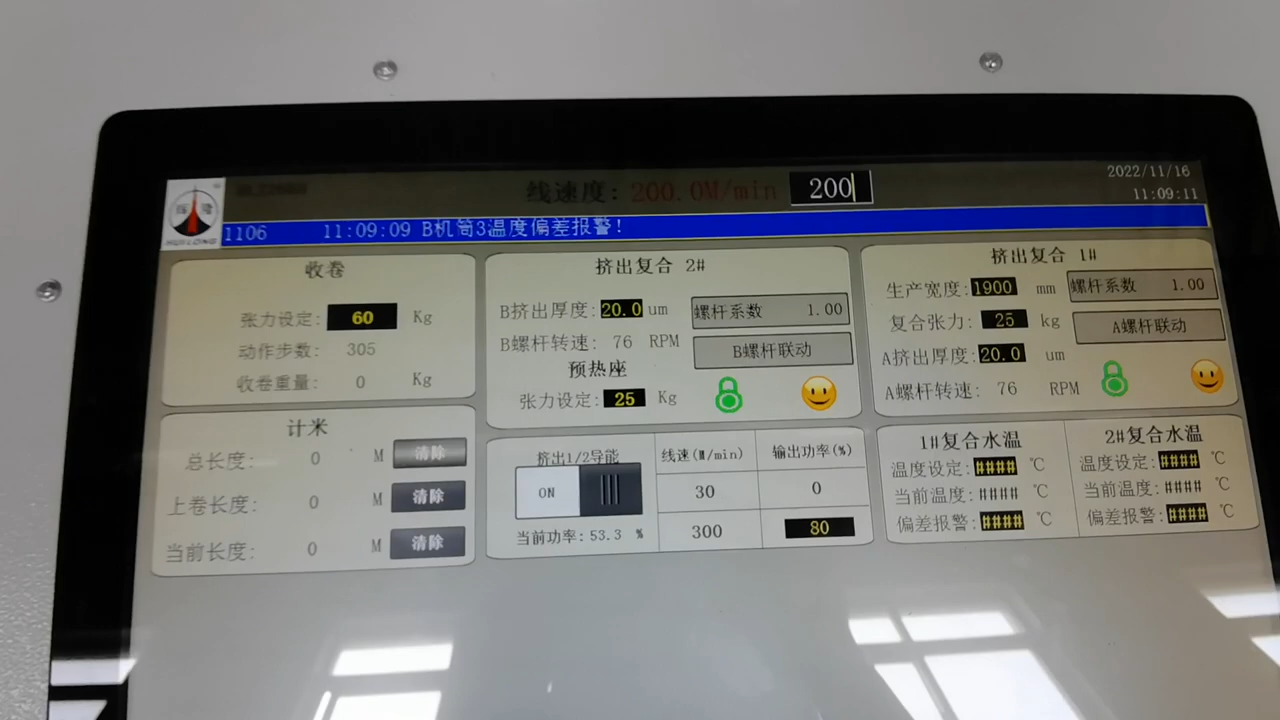 HUILONG
线速度: 200.0M/min 200
2022/11/16
11:09:11
1106 11:09:09 B机筒3温度偏差报警!
收卷
张力设定: 60 Kg
动作步数: 305
收卷重量: 0 Kg
计米
总长度: 0 M 清除
上卷长度: 0 M 清除
当前长度: 0 M 清除
挤出复合 2#
B挤出厚度: 20.0 um 螺杆系数 1.00
B螺杆转速: 76 RPM B螺杆联动
预热座
张力设定: 25 Kg
挤出1/2导能 线速(M/min) 输出功率(%)
ON 30 0
当前功率: 53.3 % 300 80
挤出复合 1#
生产宽度: 1900 mm 螺杆系数 1.00
复合张力: 25 kg A螺杆联动
A挤出厚度: 20.0 um
A螺杆转速: 76 RPM
1#复合水温
温度设定: #### ℃
当前温度: #### ℃
偏差报警: #### ℃
2#复合水温
温度设定: #### ℃
当前温度: #### ℃
偏差报警: #### ℃